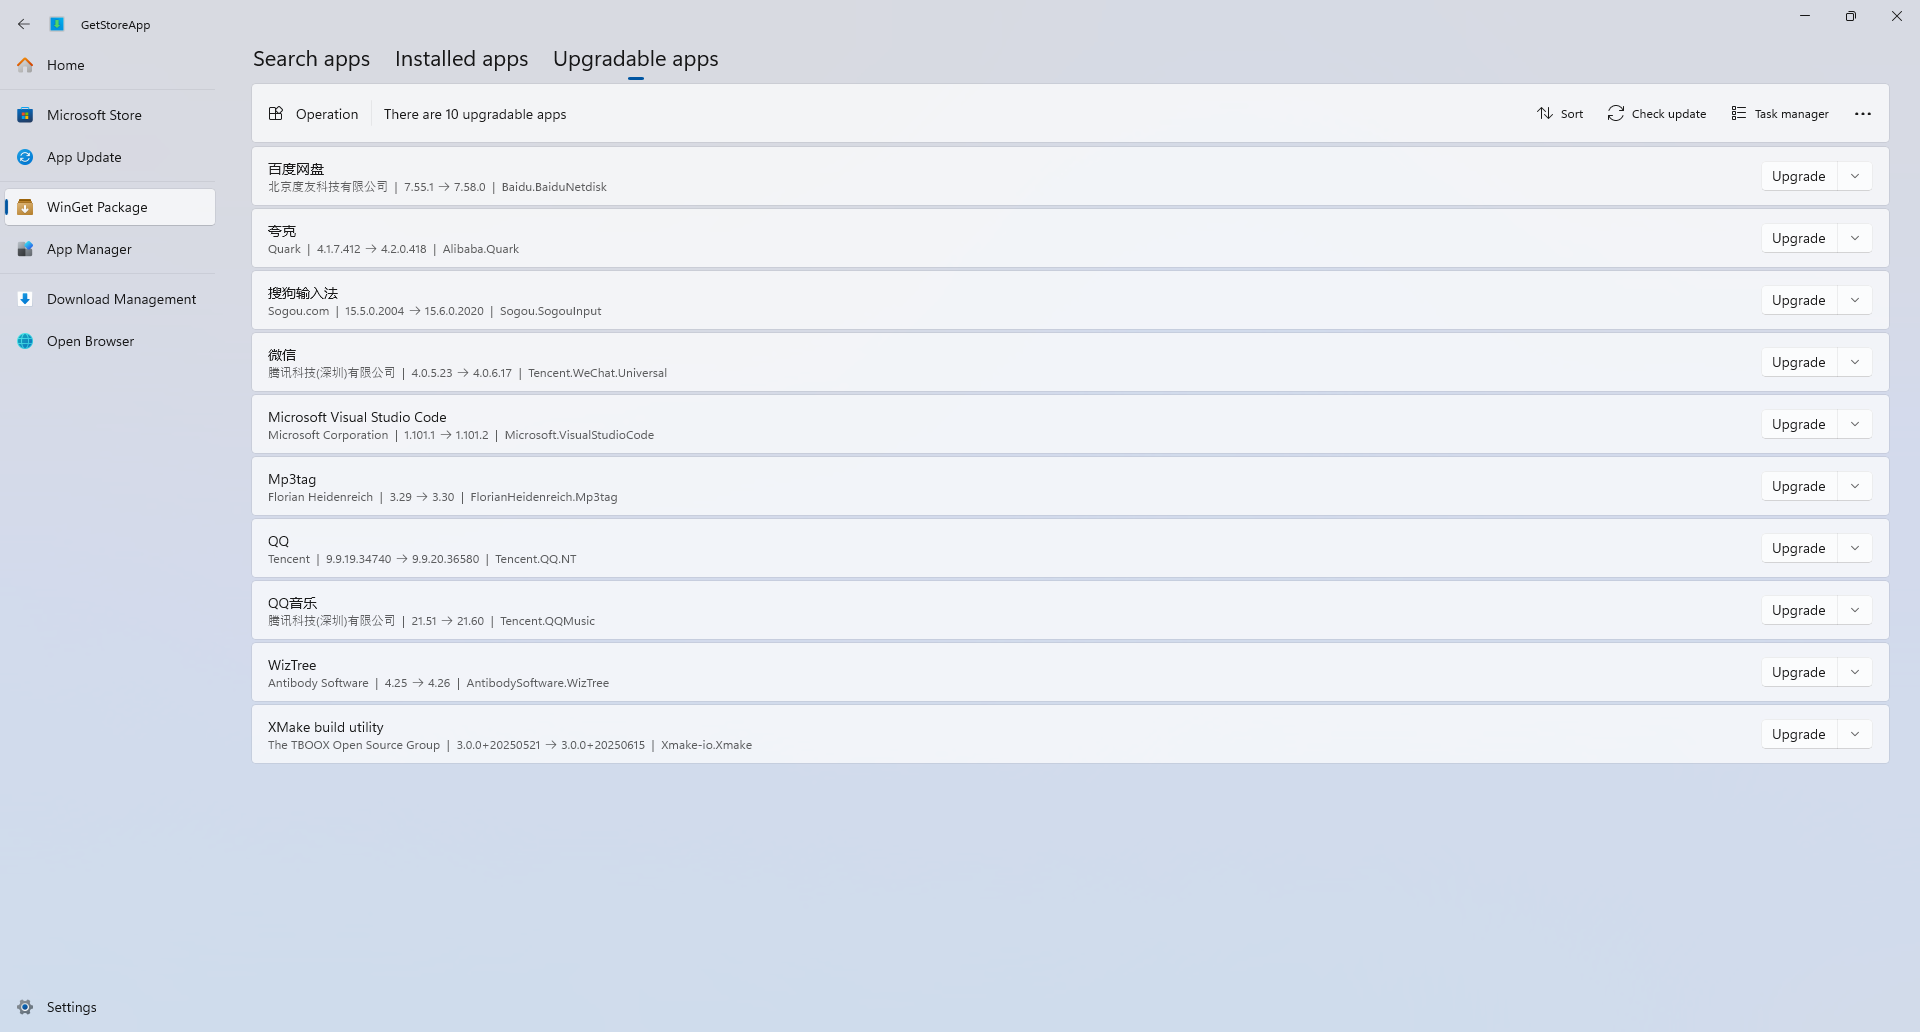 GetStoreApp
Home
Microsoft Store
App Update
WinGet Package
App Manager
Download Management
Open Browser
Settings
Search apps Installed apps Upgradable apps
Operation There are 10 upgradable apps Sort Check update Task manager
百度网盘
北京度友科技有限公司 | 7.55.1 → 7.58.0 | Baidu.BaiduNetdisk
Upgrade
夸克
Quark | 4.1.7.412 → 4.2.0.418 | Alibaba.Quark
Upgrade
搜狗输入法
Sogou.com | 15.5.0.2004 → 15.6.0.2020 | Sogou.SogouInput
Upgrade
微信
腾讯科技(深圳)有限公司 | 4.0.5.23 → 4.0.6.17 | Tencent.WeChat.Universal
Upgrade
Microsoft Visual Studio Code
Microsoft Corporation | 1.101.1 → 1.101.2 | Microsoft.VisualStudioCode
Upgrade
Mp3tag
Florian Heidenreich | 3.29 → 3.30 | FlorianHeidenreich.Mp3tag
Upgrade
QQ
Tencent | 9.9.19.34740 → 9.9.20.36580 | Tencent.QQ.NT
Upgrade
QQ音乐
腾讯科技(深圳)有限公司 | 21.51 → 21.60 | Tencent.QQMusic
Upgrade
WizTree
Antibody Software | 4.25 → 4.26 | AntibodySoftware.WizTree
Upgrade
XMake build utility
The TBOOX Open Source Group | 3.0.0+20250521 → 3.0.0+20250615 | Xmake-io.Xmake
Upgrade